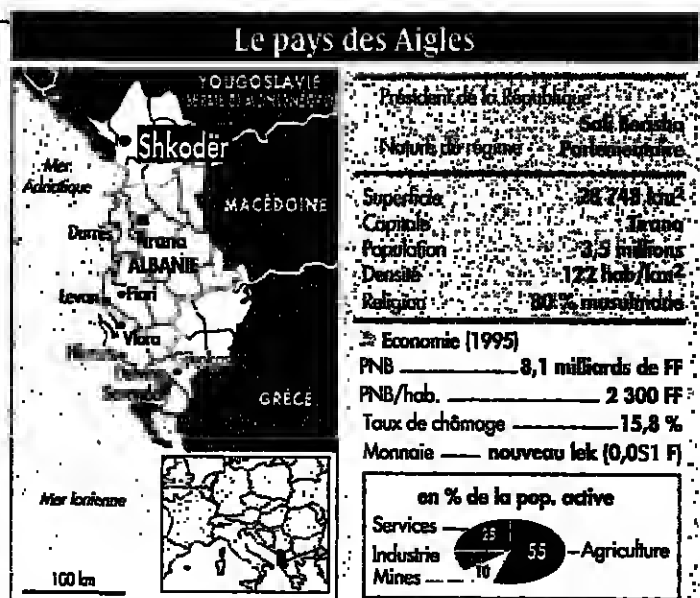 Le pays des Aigles
YOUGOSLAVIE
Shkodër
Mer
Adriatique
MACÉDOINE
Durrës
Tirana
ALBANIE
Levan
Fiari
Vlora
GRÈCE
Mer Ionienne
100 km
Président de la République
Sali Berisha
Nature du régime Parlementaire
Superficie 28 748 km²
Capitale Tirana
Population 3,5 millions
Densité 122 hab/km²
Religion 80 % musulmane
Economie (1995)
PNB 8,1 milliards de FF
PNB/hab. 2 300 FF
Taux de chômage 15,8 %
Monnaie nouveau lek (0,051 F)
en % de la pop. active
Services 25
Industrie
Mines 10
55 Agriculture